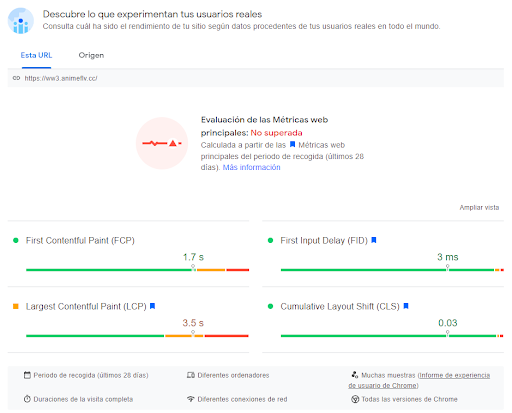 Descubre lo que experimentan tus usuarios reales
Consulta cuál ha sido el rendimiento de tu sitio según datos procedentes de tus usuarios reales en todo el mundo.
Esta URL
Origen
https://ww3.animeflv.cc/
Evaluación de las Métricas web
principales: No superada
Calculada a partir de las Métricas web
principales del periodo de recogida (últimos 28
días). Más información
Ampliar vista
First Contentful Paint (FCP)
1.7 s
First Input Delay (FID)
3 ms
Largest Contentful Paint (LCP)
3.5 s
Cumulative Layout Shift (CLS)
0.03
Periodo de recogida (últimos 28 días)
Diferentes ordenadores
Muchas muestras (Informe de experiencia
de usuario de Chrome)
Duraciones de la visita completa
Diferentes conexiones de red
Todas las versiones de Chrome